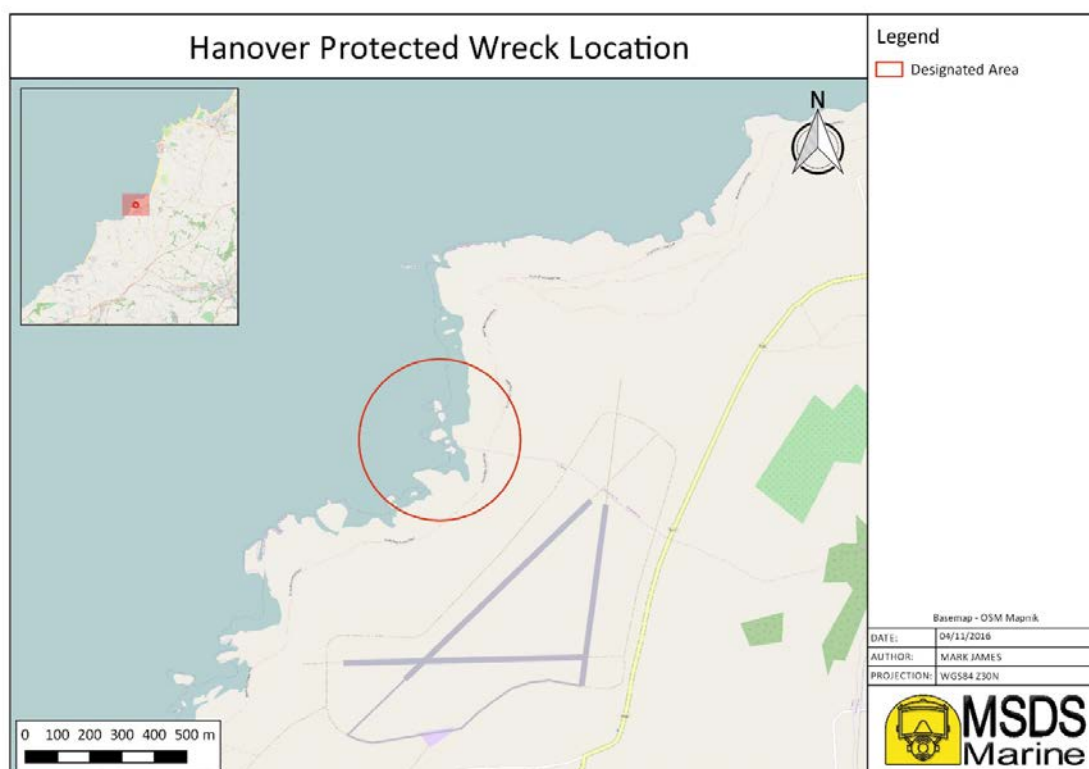 Hanover Protected Wreck Location
N
0 100 200 300 400 500 m
Legend
Designated Area
Basemap - OSM Mapnik
DATE: 04/11/2016
AUTHOR: MARK JAMES
PROJECTION: WGS84 Z30N
MSDS
Marine